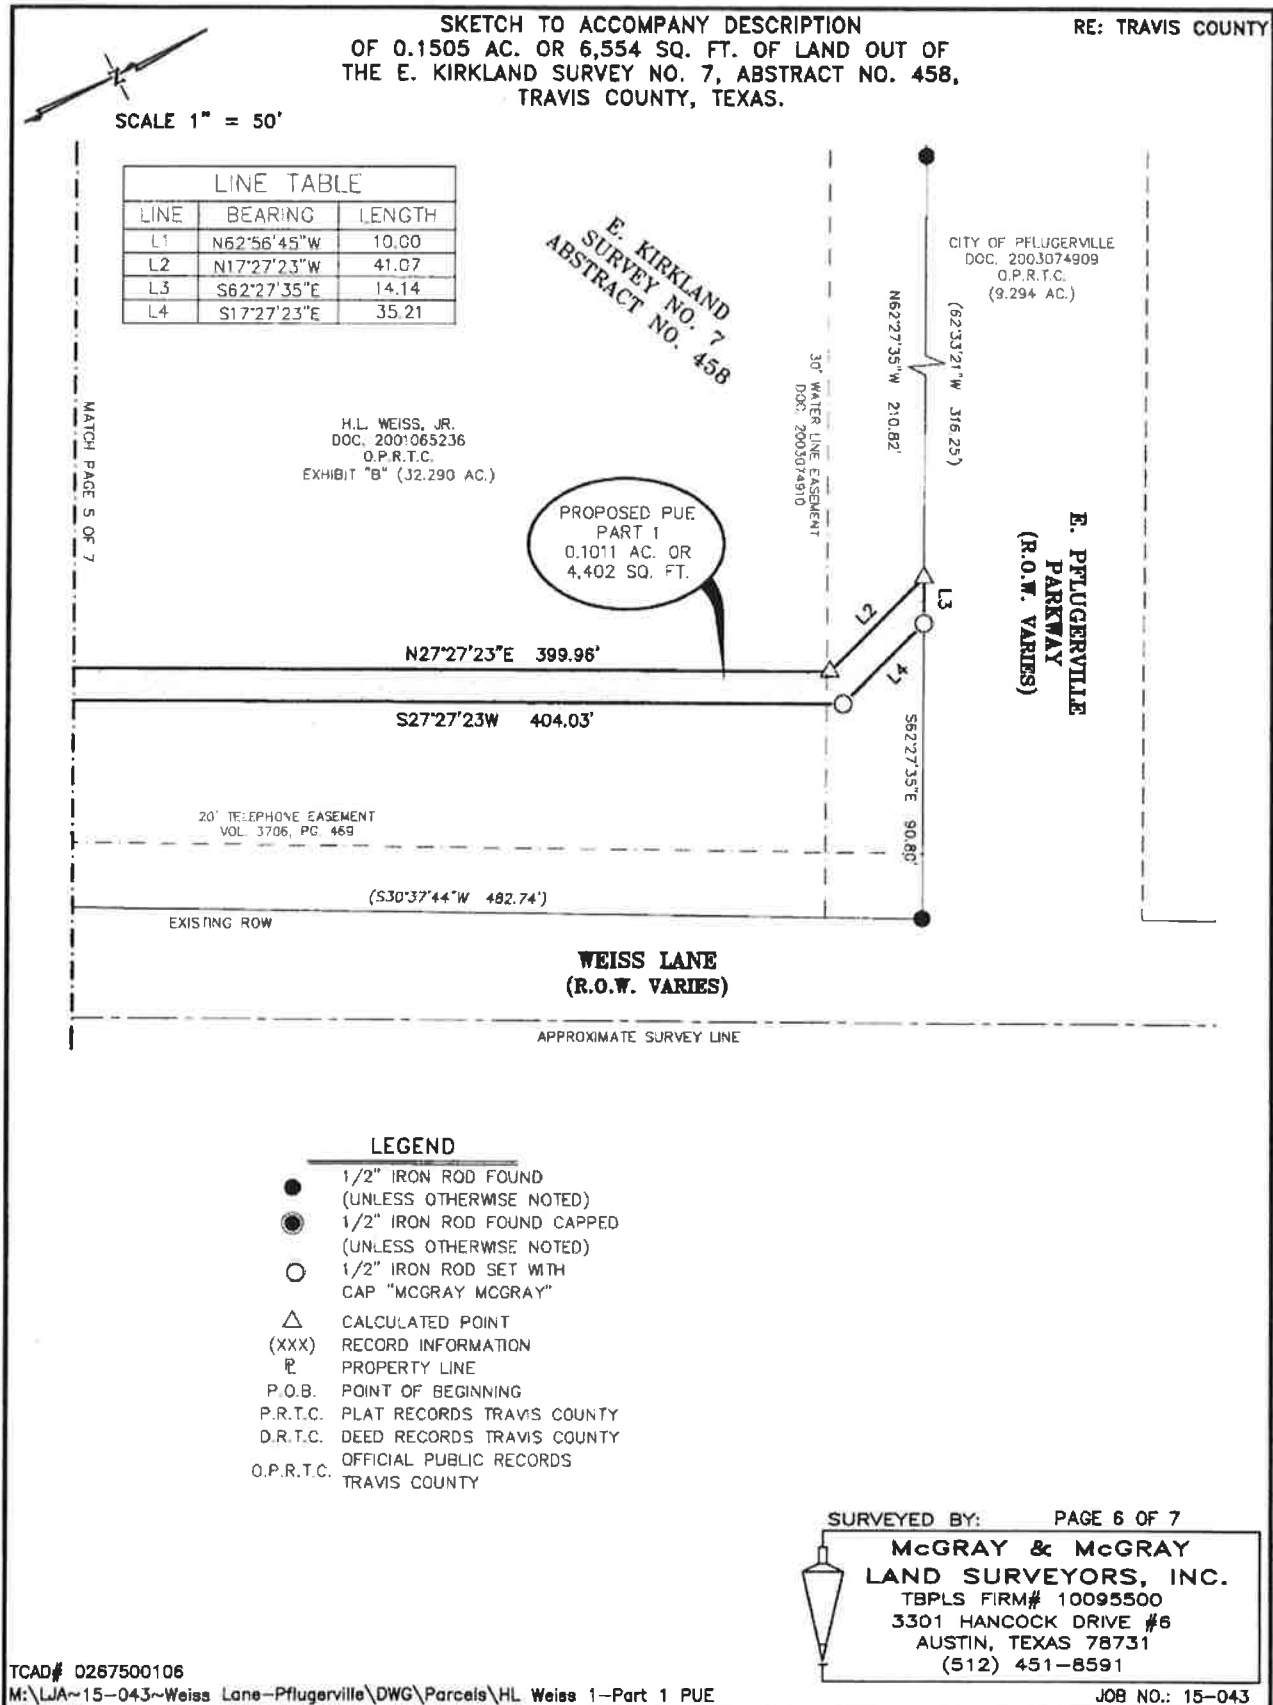 SKETCH TO ACCOMPANY DESCRIPTION
OF 0.1505 AC. OR 6,554 SQ. FT. OF LAND OUT OF
THE E. KIRKLAND SURVEY NO. 7, ABSTRACT NO. 458,
TRAVIS COUNTY, TEXAS.
RE: TRAVIS COUNTY
N
SCALE 1" = 50'
LINE TABLE
LINE BEARING LENGTH
L1 N62°56'45"W 10.00
L2 N17°27'23"W 41.07
L3 S62°27'35"E 14.14
L4 S17°27'23"E 35.21
E. KIRKLAND
SURVEY NO. 7
ABSTRACT NO. 458
CITY OF PFLUGERVILLE
DOC. 2003074909
O.P.R.T.C.
(9.294 AC.)
N62°27'35"W 210.82'
(62°33'21"W 316.25')
30' WATER LINE EASEMENT
DOC. 2003074910
MATCH PAGE 5 OF 7
H.L. WEISS, JR.
DOC. 2001065236
O.P.R.T.C.
EXHIBIT "B" (32.290 AC.)
PROPOSED PUE
PART 1
0.1011 AC. OR
4,402 SQ. FT.
E. PFLUGERVILLE
PARKWAY
(R.O.W. VARIES)
L2
L3
L4
N27°27'23"E 399.96'
S27°27'23W 404.03'
S62°27'35"E 90.80'
20' TELEPHONE EASEMENT
VOL. 3706, PG. 469
(S30°37'44"W 482.74')
EXISTING ROW
WEISS LANE
(R.O.W. VARIES)
APPROXIMATE SURVEY LINE
LEGEND
1/2" IRON ROD FOUND
(UNLESS OTHERWISE NOTED)
1/2" IRON ROD FOUND CAPPED
(UNLESS OTHERWISE NOTED)
1/2" IRON ROD SET WITH
CAP "MCGRAY MCGRAY"
CALCULATED POINT
(XXX) RECORD INFORMATION
PL PROPERTY LINE
P.O.B. POINT OF BEGINNING
P.R.T.C. PLAT RECORDS TRAVIS COUNTY
D.R.T.C. DEED RECORDS TRAVIS COUNTY
O.P.R.T.C. OFFICIAL PUBLIC RECORDS
TRAVIS COUNTY
SURVEYED BY: PAGE 6 OF 7
McGRAY & McGRAY
LAND SURVEYORS, INC.
TBPLS FIRM# 10095500
3301 HANCOCK DRIVE #6
AUSTIN, TEXAS 78731
(512) 451-8591
TCAD# 0267500106
M:\LJA~15-043~Weiss Lane-Pflugerville\DWG\Parcels\HL Weiss 1-Part 1 PUE
JOB NO.: 15-043